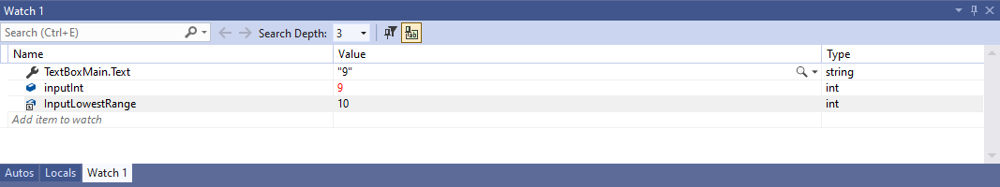 Watch 1
Search (Ctrl+E) Search Depth: 3
Name Value Type
TextBoxMain.Text "9" string
inputInt 9 int
InputLowestRange 10 int
Add item to watch
Autos Locals Watch 1